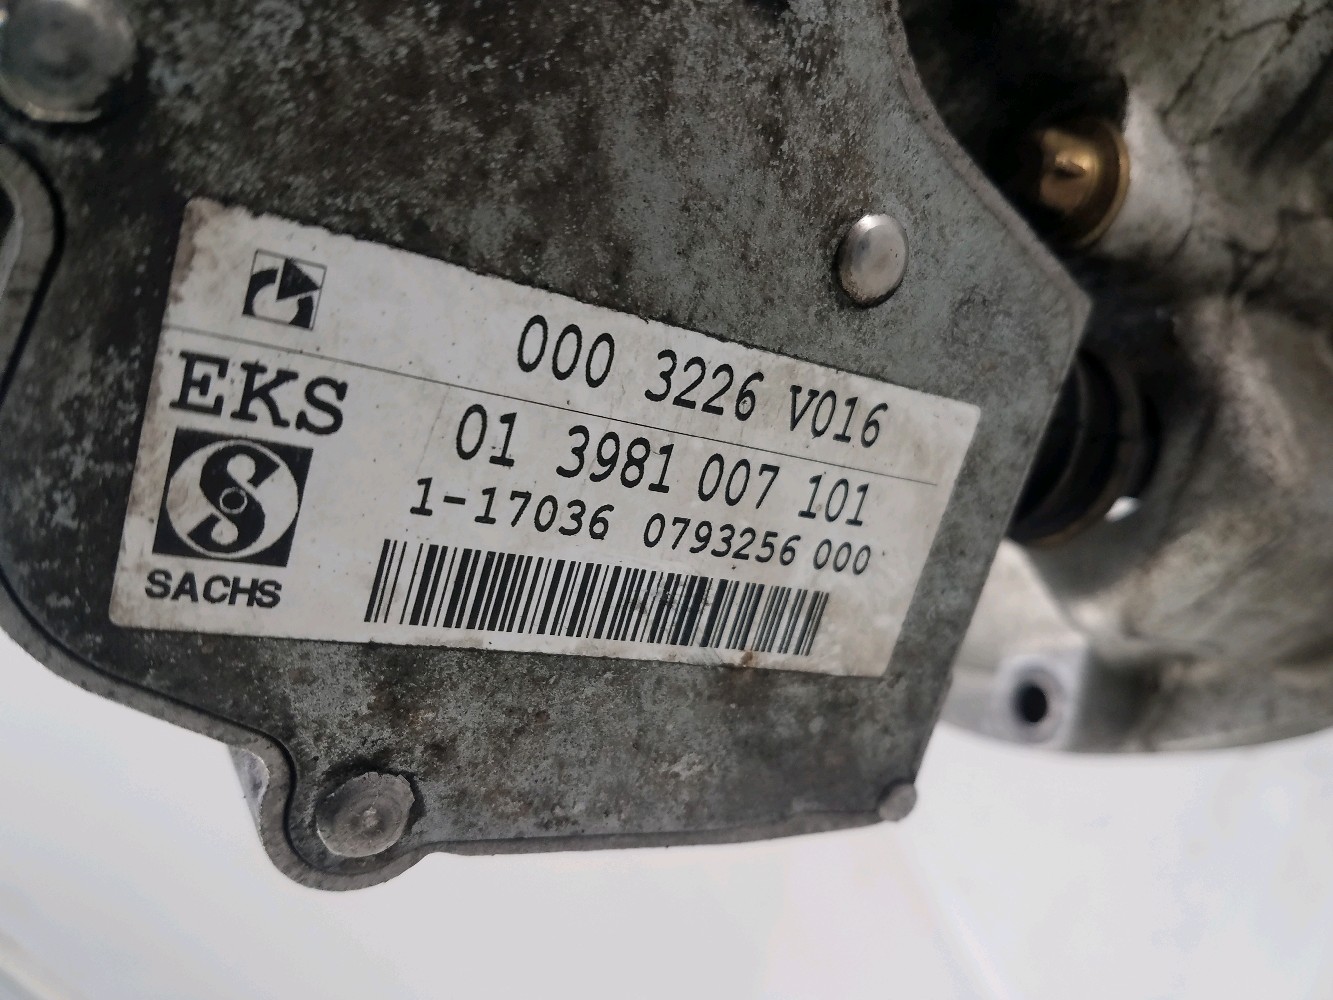 000 3226 V016
EKS
01 3981 007 101
1-17036 0793256 000
SACHS